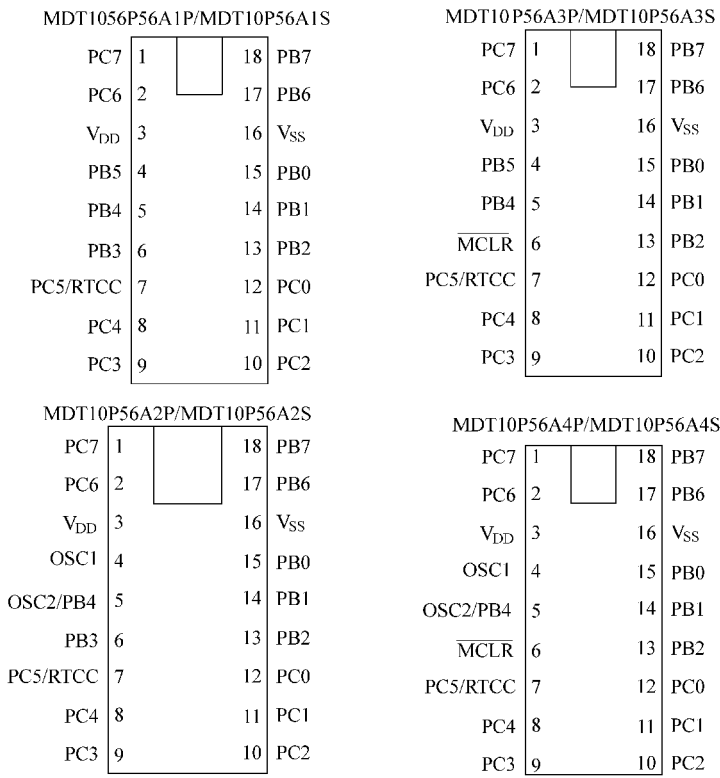 MDT1056P56A1P/MDT10P56A1S
PC7 1 18 PB7
PC6 2 17 PB6
VDD 3 16 VSS
PB5 4 15 PB0
PB4 5 14 PB1
PB3 6 13 PB2
PC5/RTCC 7 12 PC0
PC4 8 11 PC1
PC3 9 10 PC2
MDT10P56A3P/MDT10P56A3S
PC7 1 18 PB7
PC6 2 17 PB6
VDD 3 16 VSS
PB5 4 15 PB0
PB4 5 14 PB1
MCLR 6 13 PB2
PC5/RTCC 7 12 PC0
PC4 8 11 PC1
PC3 9 10 PC2
MDT10P56A2P/MDT10P56A2S
PC7 1 18 PB7
PC6 2 17 PB6
VDD 3 16 VSS
OSC1 4 15 PB0
OSC2/PB4 5 14 PB1
PB3 6 13 PB2
PC5/RTCC 7 12 PC0
PC4 8 11 PC1
PC3 9 10 PC2
MDT10P56A4P/MDT10P56A4S
PC7 1 18 PB7
PC6 2 17 PB6
VDD 3 16 VSS
OSC1 4 15 PB0
OSC2/PB4 5 14 PB1
MCLR 6 13 PB2
PC5/RTCC 7 12 PC0
PC4 8 11 PC1
PC3 9 10 PC2